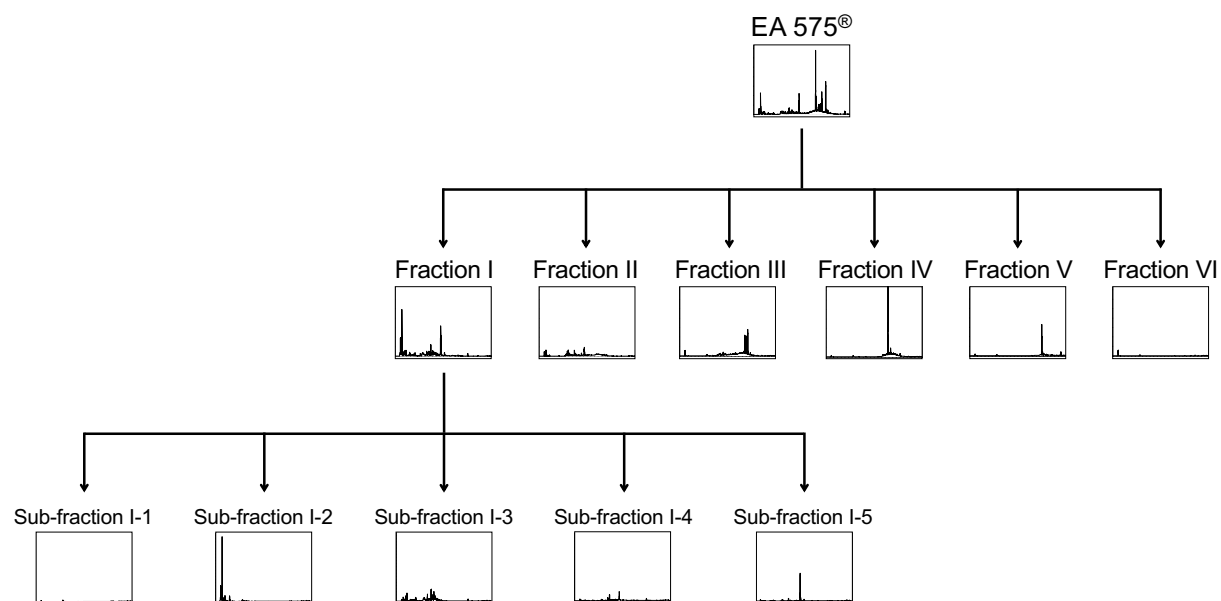 EA 575®
Fraction I
Fraction II
Fraction III
Fraction IV
Fraction V
Fraction VI
Sub-fraction I-1
Sub-fraction I-2
Sub-fraction I-3
Sub-fraction I-4
Sub-fraction I-5